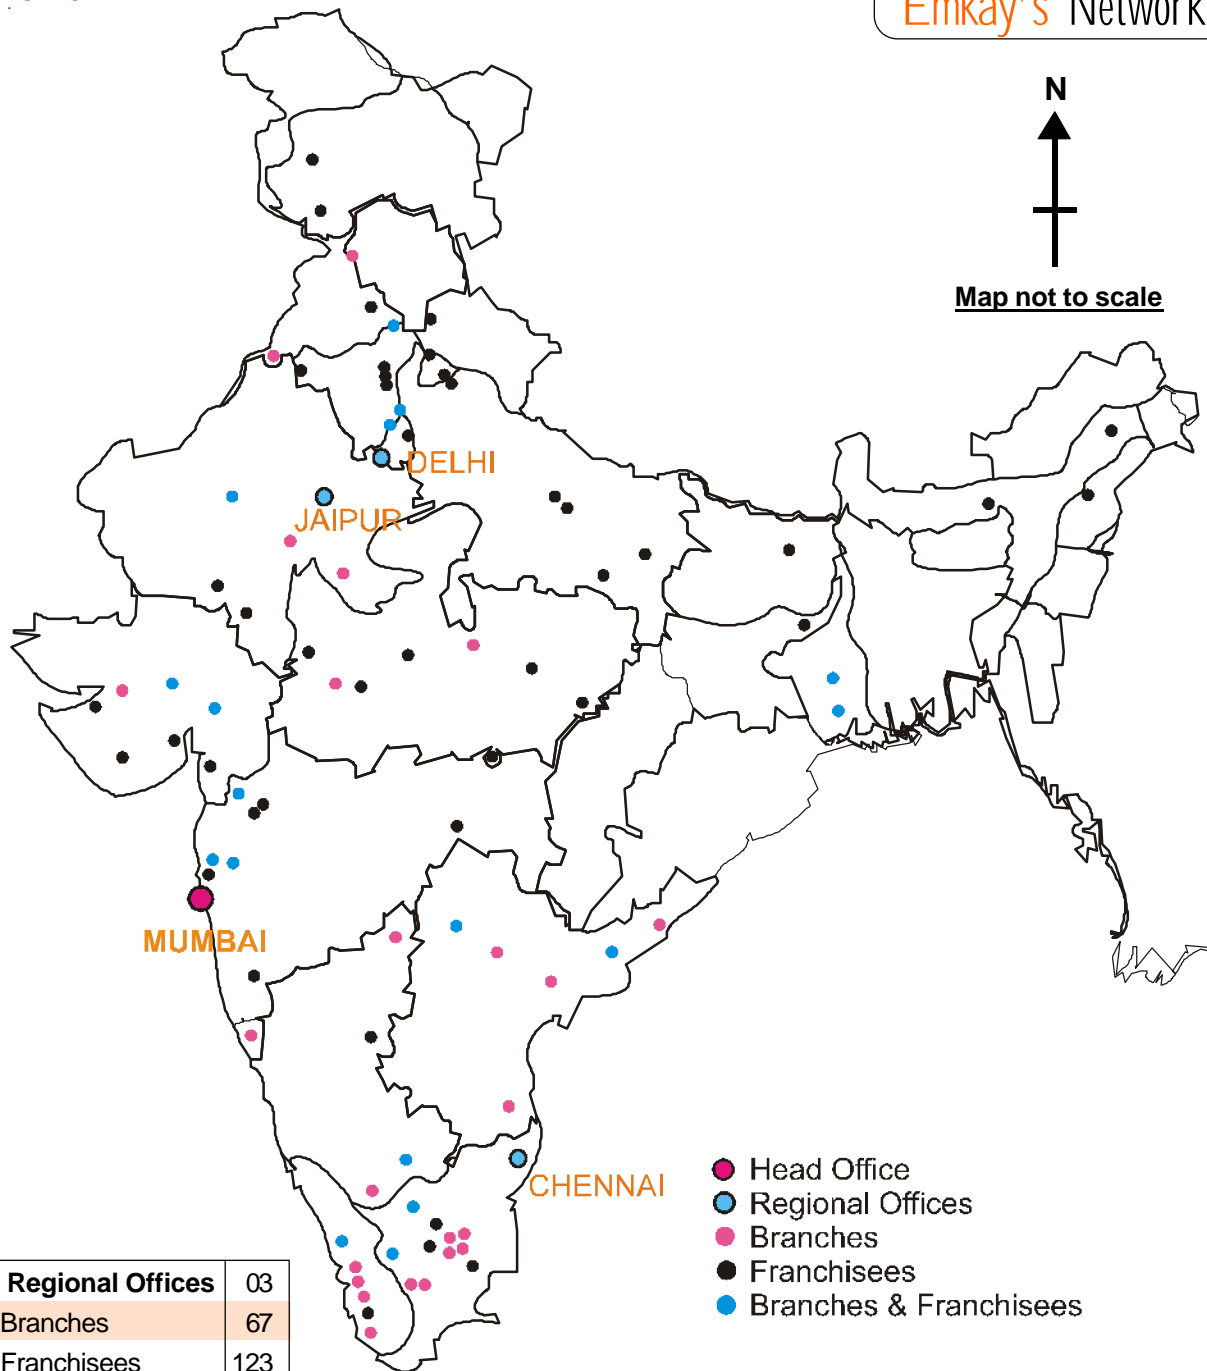 Emkay's Network
N
Map not to scale
DELHI
JAIPUR
MUMBAI
CHENNAI
Head Office
Regional Offices
Branches
Franchisees
Branches & Franchisees
Regional Offices 03
Branches 67
Franchisees 123